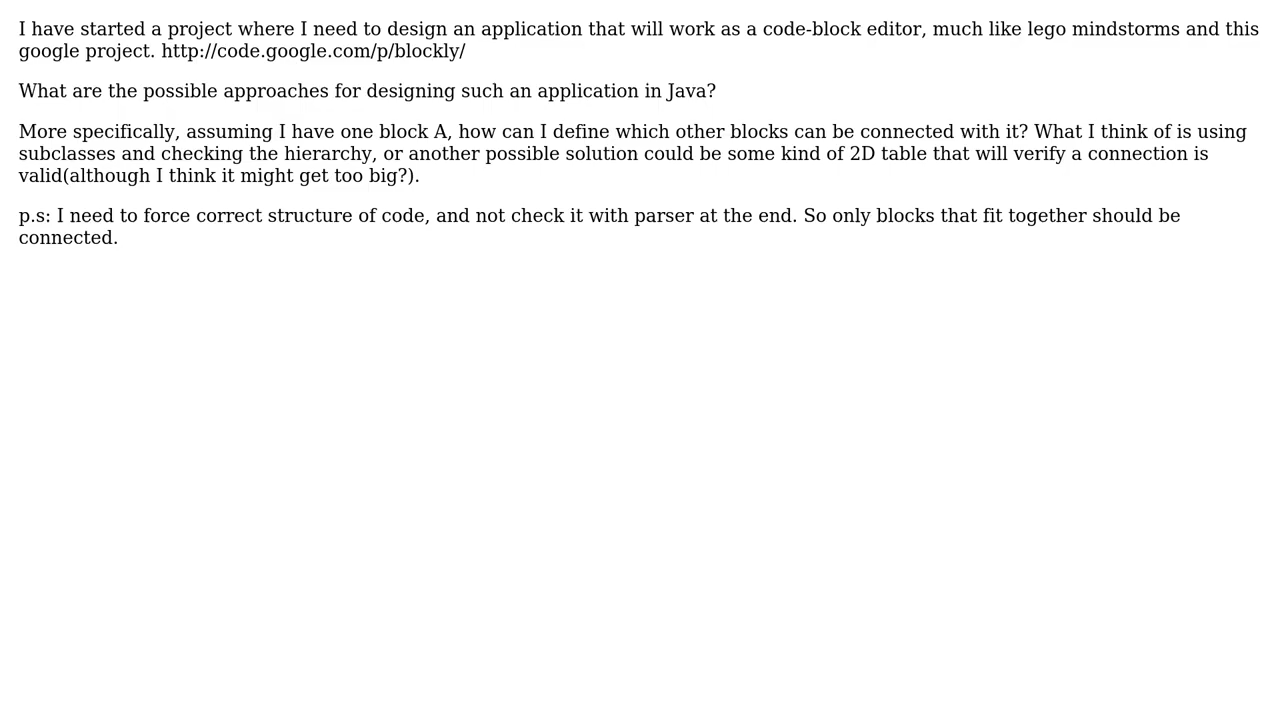 I have started a project where I need to design an application that will work as a code-block editor, much like lego mindstorms and this
google project. http://code.google.com/p/blockly/
What are the possible approaches for designing such an application in Java?
More specifically, assuming I have one block A, how can I define which other blocks can be connected with it? What I think of is using
subclasses and checking the hierarchy, or another possible solution could be some kind of 2D table that will verify a connection is
valid(although I think it might get too big?).
p.s: I need to force correct structure of code, and not check it with parser at the end. So only blocks that fit together should be
connected.